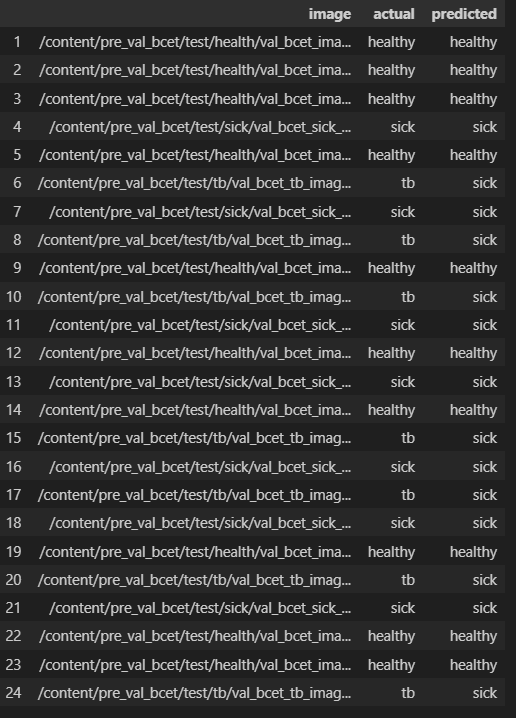 image actual predicted
1 /content/pre_val_bcet/test/health/val_bcet_ima... healthy healthy
2 /content/pre_val_bcet/test/health/val_bcet_ima... healthy healthy
3 /content/pre_val_bcet/test/health/val_bcet_ima... healthy healthy
4 /content/pre_val_bcet/test/sick/val_bcet_sick_... sick sick
5 /content/pre_val_bcet/test/health/val_bcet_ima... healthy healthy
6 /content/pre_val_bcet/test/tb/val_bcet_tb_imag... tb sick
7 /content/pre_val_bcet/test/sick/val_bcet_sick_... sick sick
8 /content/pre_val_bcet/test/tb/val_bcet_tb_imag... tb sick
9 /content/pre_val_bcet/test/health/val_bcet_ima... healthy healthy
10 /content/pre_val_bcet/test/tb/val_bcet_tb_imag... tb sick
11 /content/pre_val_bcet/test/sick/val_bcet_sick_... sick sick
12 /content/pre_val_bcet/test/health/val_bcet_ima... healthy healthy
13 /content/pre_val_bcet/test/sick/val_bcet_sick_... sick sick
14 /content/pre_val_bcet/test/health/val_bcet_ima... healthy healthy
15 /content/pre_val_bcet/test/tb/val_bcet_tb_imag... tb sick
16 /content/pre_val_bcet/test/sick/val_bcet_sick_... sick sick
17 /content/pre_val_bcet/test/tb/val_bcet_tb_imag... tb sick
18 /content/pre_val_bcet/test/sick/val_bcet_sick_... sick sick
19 /content/pre_val_bcet/test/health/val_bcet_ima... healthy healthy
20 /content/pre_val_bcet/test/tb/val_bcet_tb_imag... tb sick
21 /content/pre_val_bcet/test/sick/val_bcet_sick_... sick sick
22 /content/pre_val_bcet/test/health/val_bcet_ima... healthy healthy
23 /content/pre_val_bcet/test/health/val_bcet_ima... healthy healthy
24 /content/pre_val_bcet/test/tb/val_bcet_tb_imag... tb sick